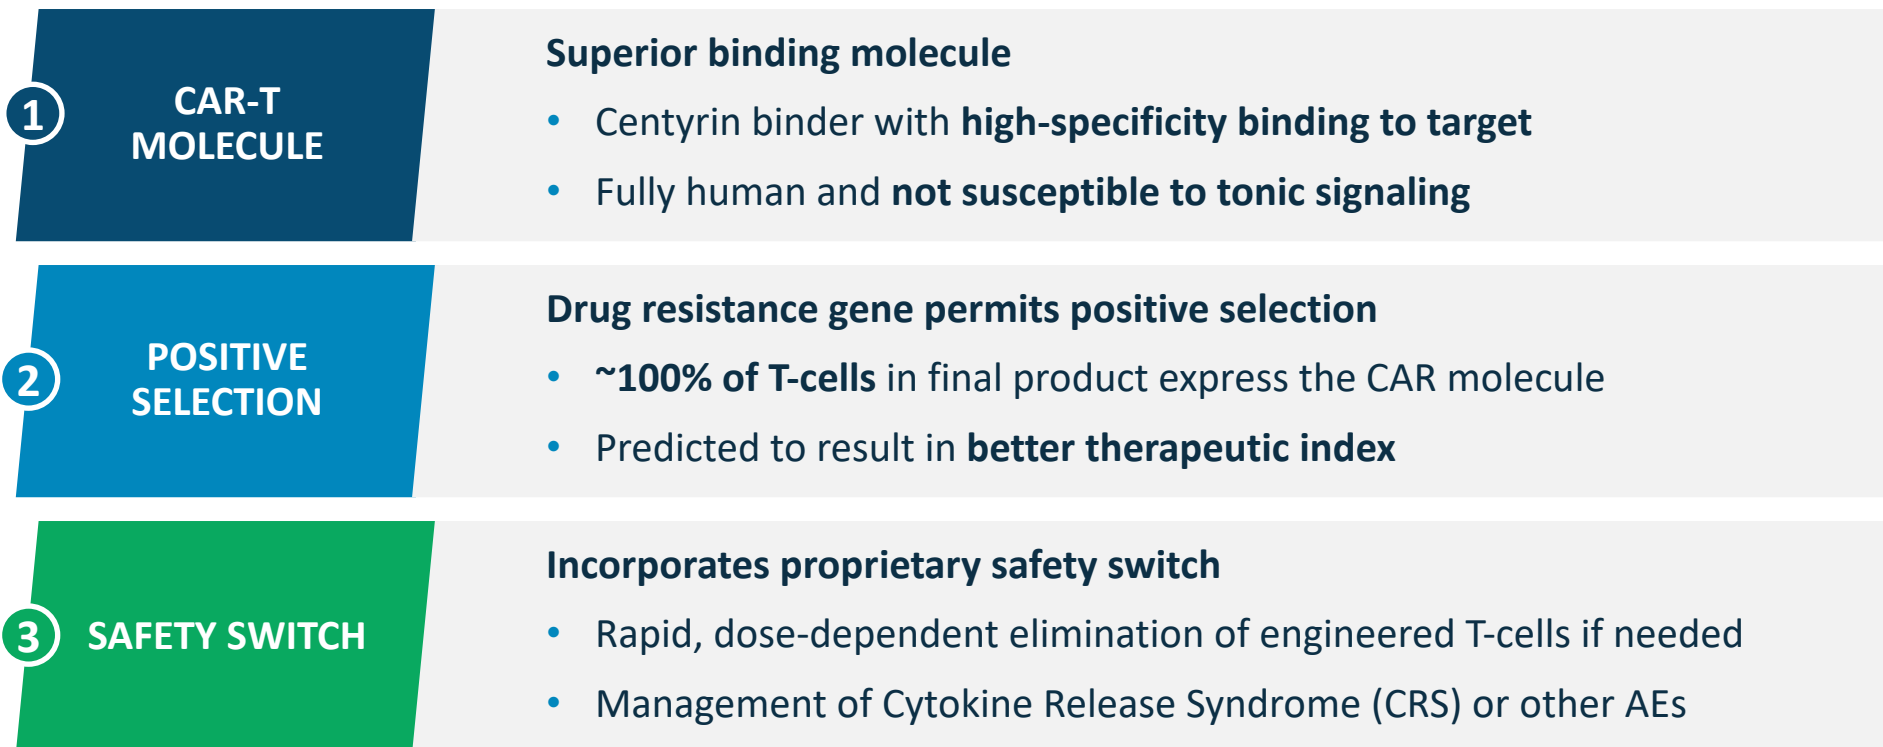 1
CAR-T
MOLECULE
Superior binding molecule
• Centyrin binder with high-specificity binding to target
• Fully human and not susceptible to tonic signaling
2
POSITIVE
SELECTION
Drug resistance gene permits positive selection
• ~100% of T-cells in final product express the CAR molecule
• Predicted to result in better therapeutic index
3
SAFETY SWITCH
Incorporates proprietary safety switch
• Rapid, dose-dependent elimination of engineered T-cells if needed
• Management of Cytokine Release Syndrome (CRS) or other AEs